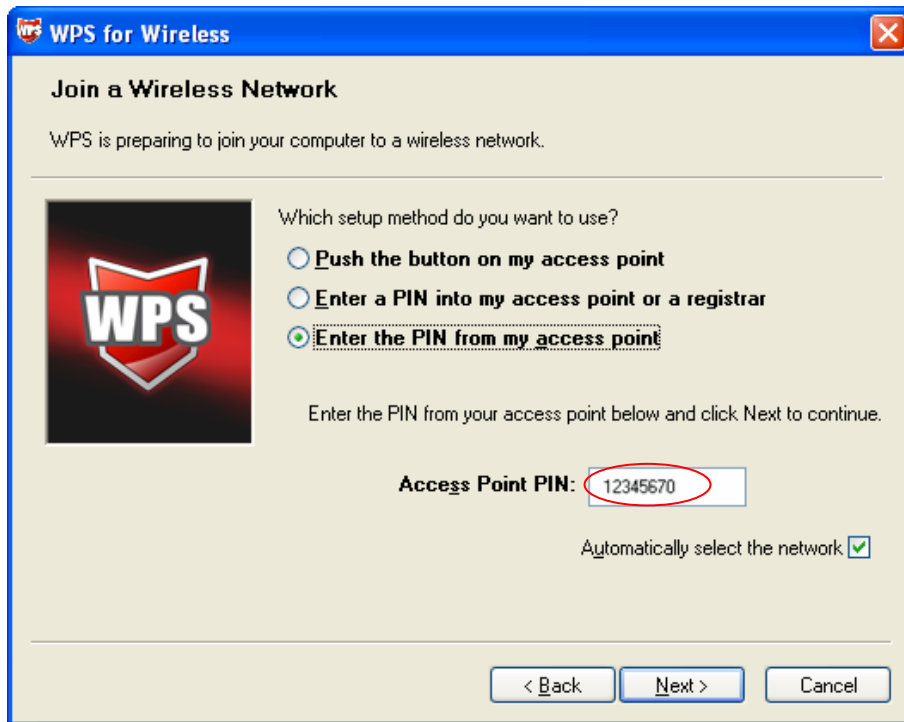 WPS for Wireless
Join a Wireless Network
WPS is preparing to join your computer to a wireless network.
Which setup method do you want to use?
Push the button on my access point
Enter a PIN into my access point or a registrar
Enter the PIN from my access point
WPS
Enter the PIN from your access point below and click Next to continue.
Access Point PIN: 12345670
Automatically select the network
< Back Next > Cancel